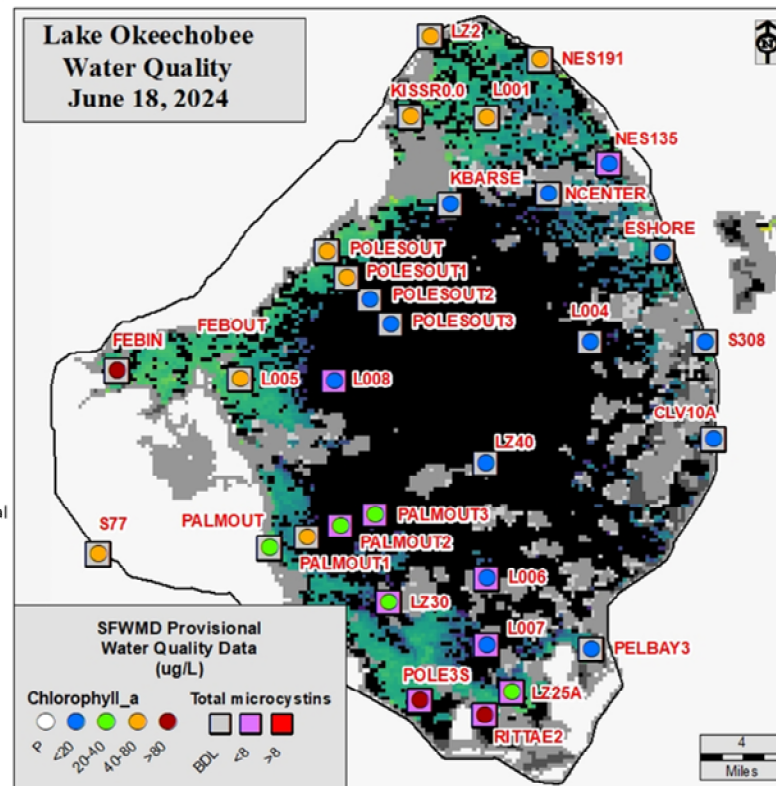 Lake Okeechobee
Water Quality
June 18, 2024
N
LZ2
NES191
KISSR0.0
L001
NES135
KBARSE
NCENTER
ESHORE
POLESOUT
POLESOUT1
POLESOUT2
POLESOUT3
L004
S308
FEBIN
FEBOUT
L005
L008
CLV10A
LZ40
al
S77
PALMOUT
PALMOUT3
PALMOUT2
PALMOUT1
L006
LZ30
L007
PELBAY3
POLE3S
LZ25A
RITTAE2
SFWMD Provisional
Water Quality Data
(ug/L)
Chlorophyll_a
Total microcystins
P <20 20-40 40-80 >80
BDL <8 >8
4
Miles